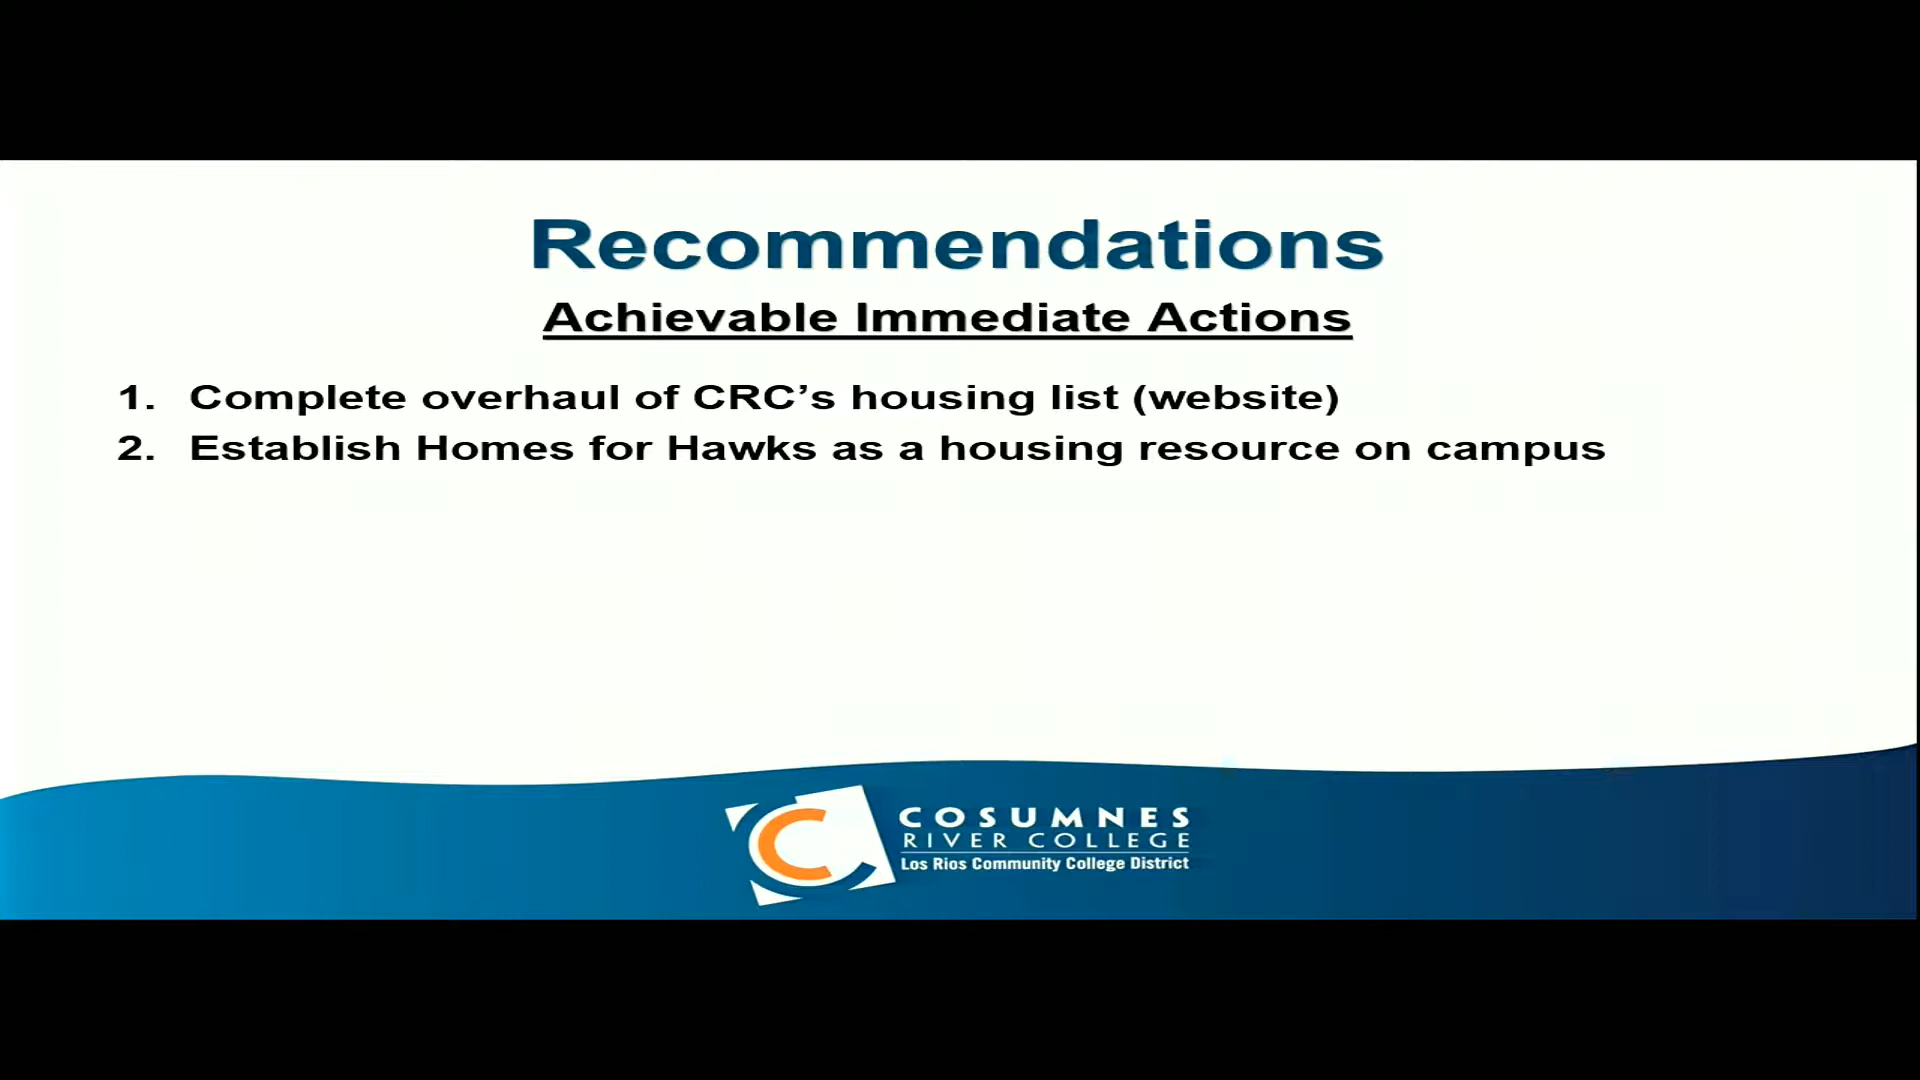 Recommendations
Achievable Immediate Actions
1. Complete overhaul of CRC’s housing list (website)
2. Establish Homes for Hawks as a housing resource on campus
COSUMNES
RIVER COLLEGE
Los Rios Community College District